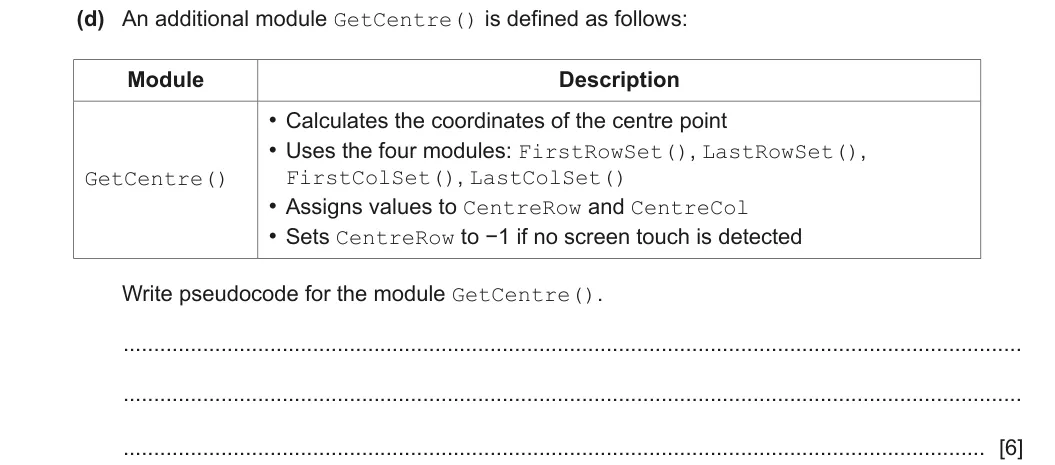 (d) An additional module GetCentre() is defined as follows:
Module Description
• Calculates the coordinates of the centre point
• Uses the four modules: FirstRowSet(), LastRowSet(),
FirstColSet(), LastColSet()
GetCentre()
• Assigns values to CentreRow and CentreCol
• Sets CentreRow to −1 if no screen touch is detected
Write pseudocode for the module GetCentre().
[6]